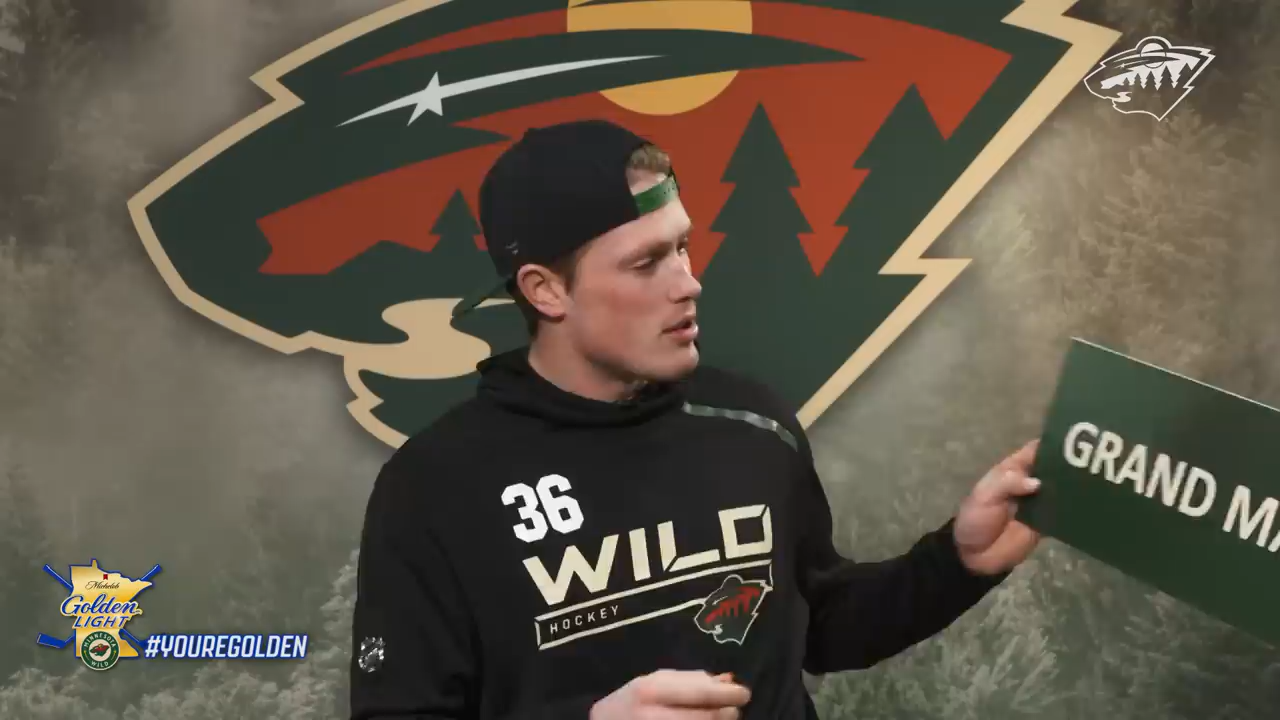 GRAND MA
36
WILD
HOCKEY
Michelob
Golden
LIGHT
MINNESOTA
WILD
#YOUREGOLDEN